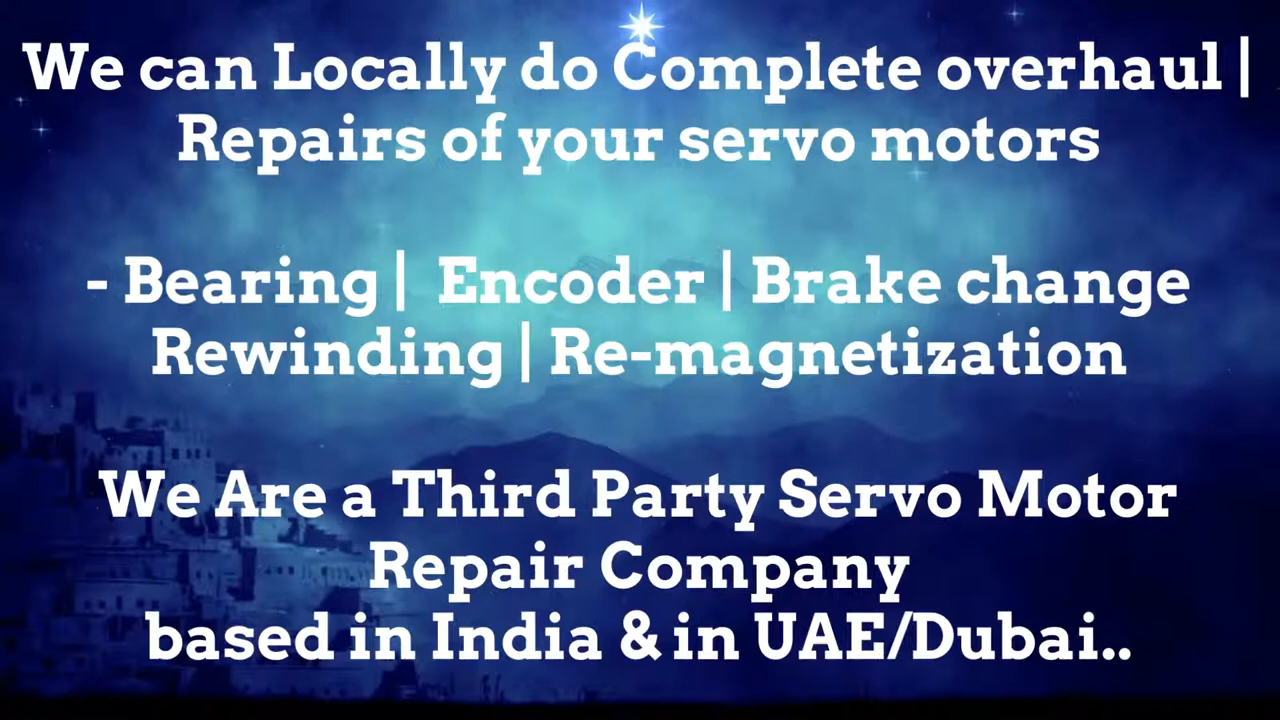 We can Locally do Complete overhaul |
Repairs of your servo motors
- Bearing | Encoder | Brake change
Rewinding | Re-magnetization
We Are a Third Party Servo Motor
Repair Company
based in India & in UAE/Dubai..